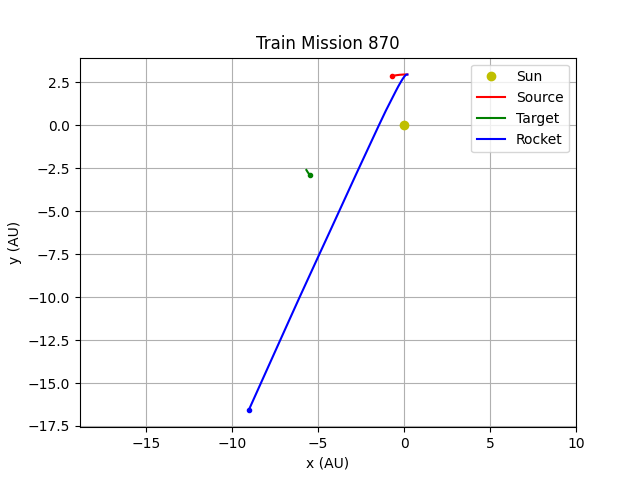 Train Mission 870
Sun
Source
Target
Rocket
2.5
0.0
−2.5
−5.0
−7.5
−10.0
−12.5
−15.0
−17.5
y (AU)
−15
−10
−5
0
5
10
x (AU)